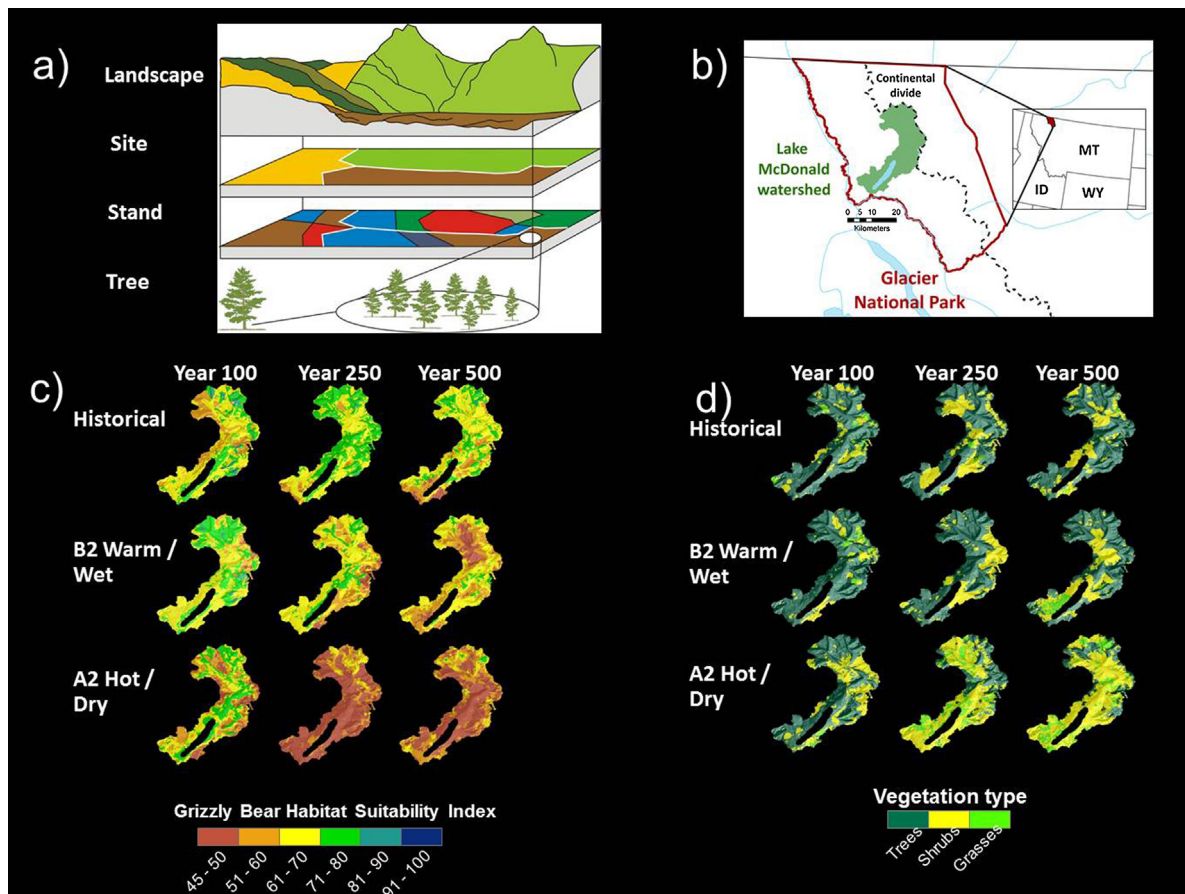 a)
Landscape
Site
Stand
Tree
b)
Continental
divide
Lake
McDonald
watershed
0 5 10 20
Kilometers
Glacier
National Park
MT
ID
WY
c)
Year 100 Year 250 Year 500
Historical
B2 Warm /
Wet
A2 Hot /
Dry
Grizzly Bear Habitat Suitability Index
45 - 50
51 - 60
61 - 70
71 - 80
81 - 90
91 - 100
d)
Year 100 Year 250 Year 500
Historical
B2 Warm /
Wet
A2 Hot /
Dry
Vegetation type
Trees
Shrubs
Grasses